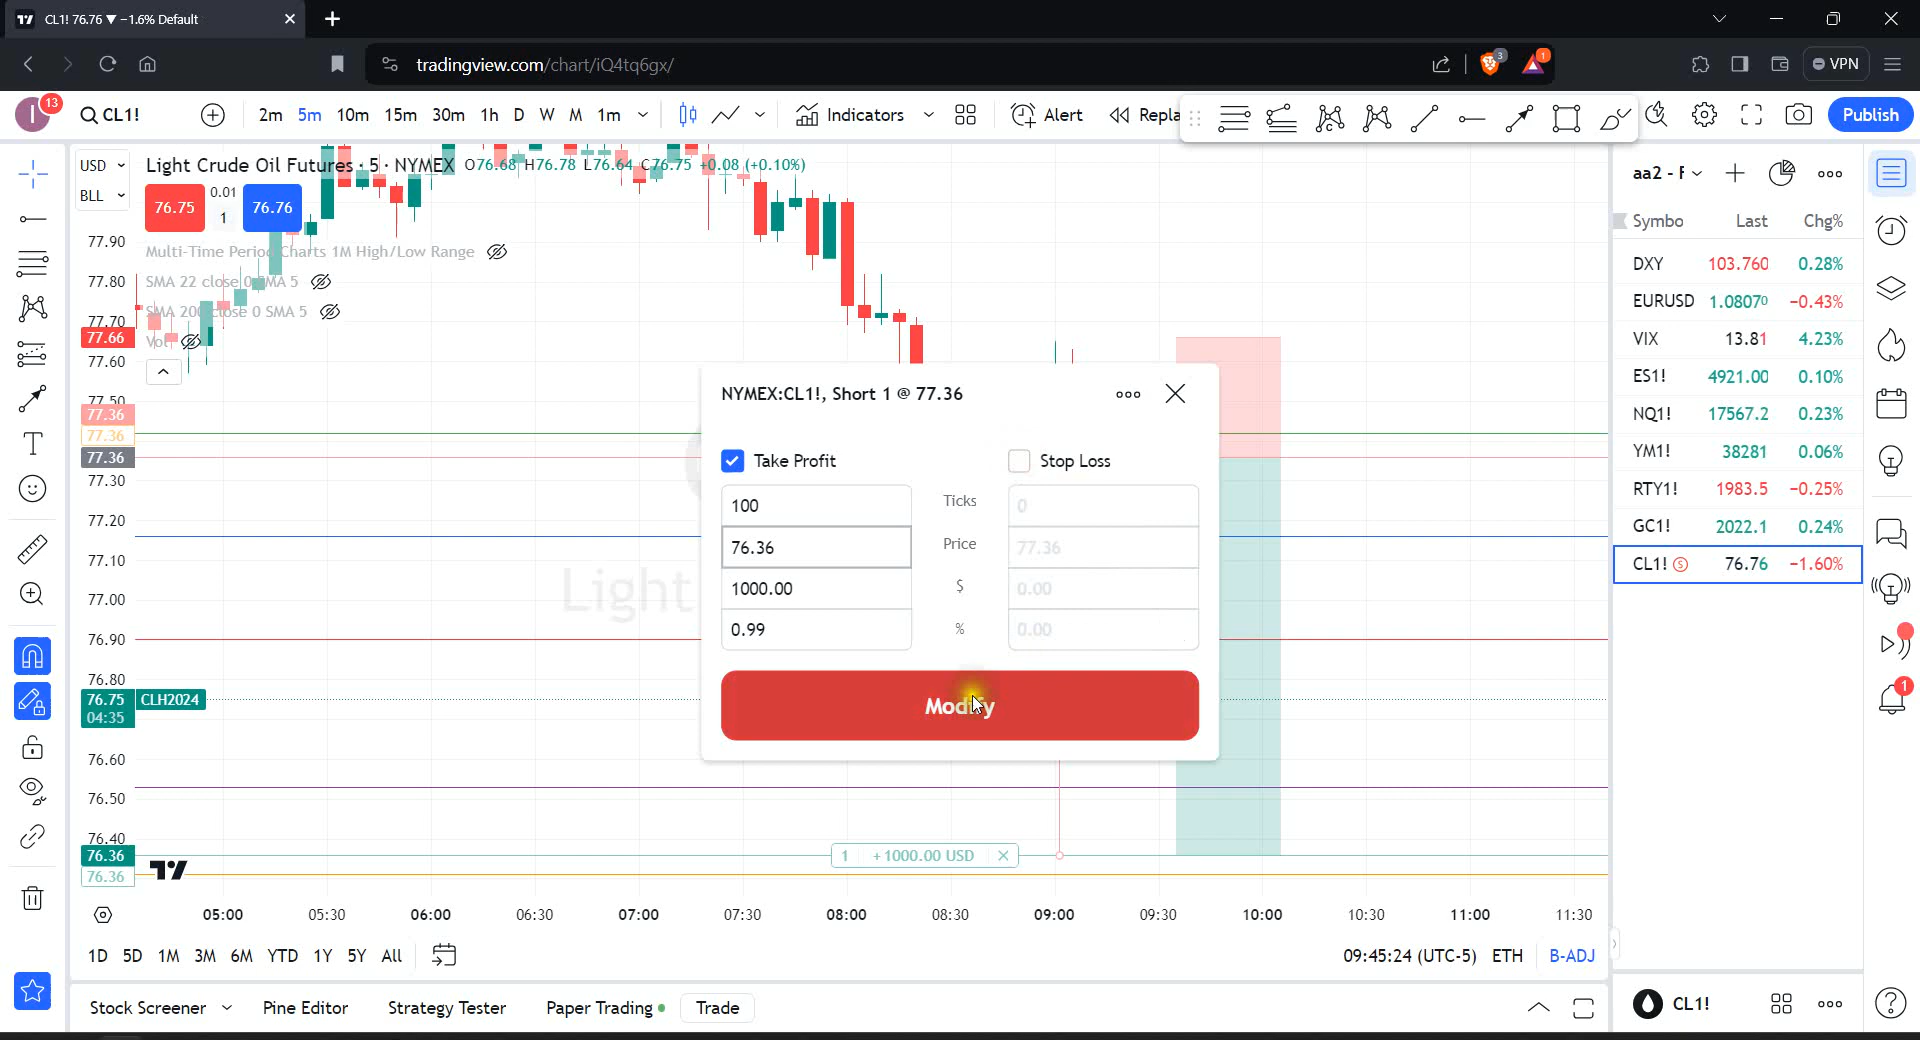 CL1! 76.76 ▼ −1.6% Default
tradingview.com/chart/iQ4tq6gx/
3
1
VPN
I
13
CL1!
2m 5m 10m 15m 30m 1h D W M 1m
Indicators
Alert
Repla
Publish
USD
BLL
Light Crude Oil Futures · 5 · NYMEX O76.68 H76.78 L76.64 C76.75 +0.08 (+0.10%)
76.75
0.01
1
76.76
Multi-Time Period Charts 1M High/Low Range
SMA 22 close 0 SMA 5
SMA 200 close 0 SMA 5
Vol
77.90
77.80
77.70
77.66
77.60
77.50
77.36
77.36
77.36
77.30
77.20
77.10
77.00
76.90
76.80
76.75
04:35
CLH2024
76.60
76.50
76.40
76.36
76.36
Light
NYMEX:CL1!, Short 1 @ 77.36
Take Profit
Stop Loss
100 Ticks 0
76.36 Price 77.36
1000.00 $ 0.00
0.99 % 0.00
Modify
1 +1000.00 USD
05:00 05:30 06:00 06:30 07:00 07:30 08:00 08:30 09:00 09:30 10:00 10:30 11:00 11:30
1D 5D 1M 3M 6M YTD 1Y 5Y All
09:45:24 (UTC-5) ETH B-ADJ
Stock Screener Pine Editor Strategy Tester Paper Trading Trade
aa2 - F
Symbo Last Chg%
DXY 103.760 0.28%
EURUSD 1.08070 −0.43%
VIX 13.81 4.23%
ES1! 4921.00 0.10%
NQ1! 17567.2 0.23%
YM1! 38281 0.06%
RTY1! 1983.5 −0.25%
GC1! 2022.1 0.24%
CL1! S 76.76 −1.60%
1
CL1!